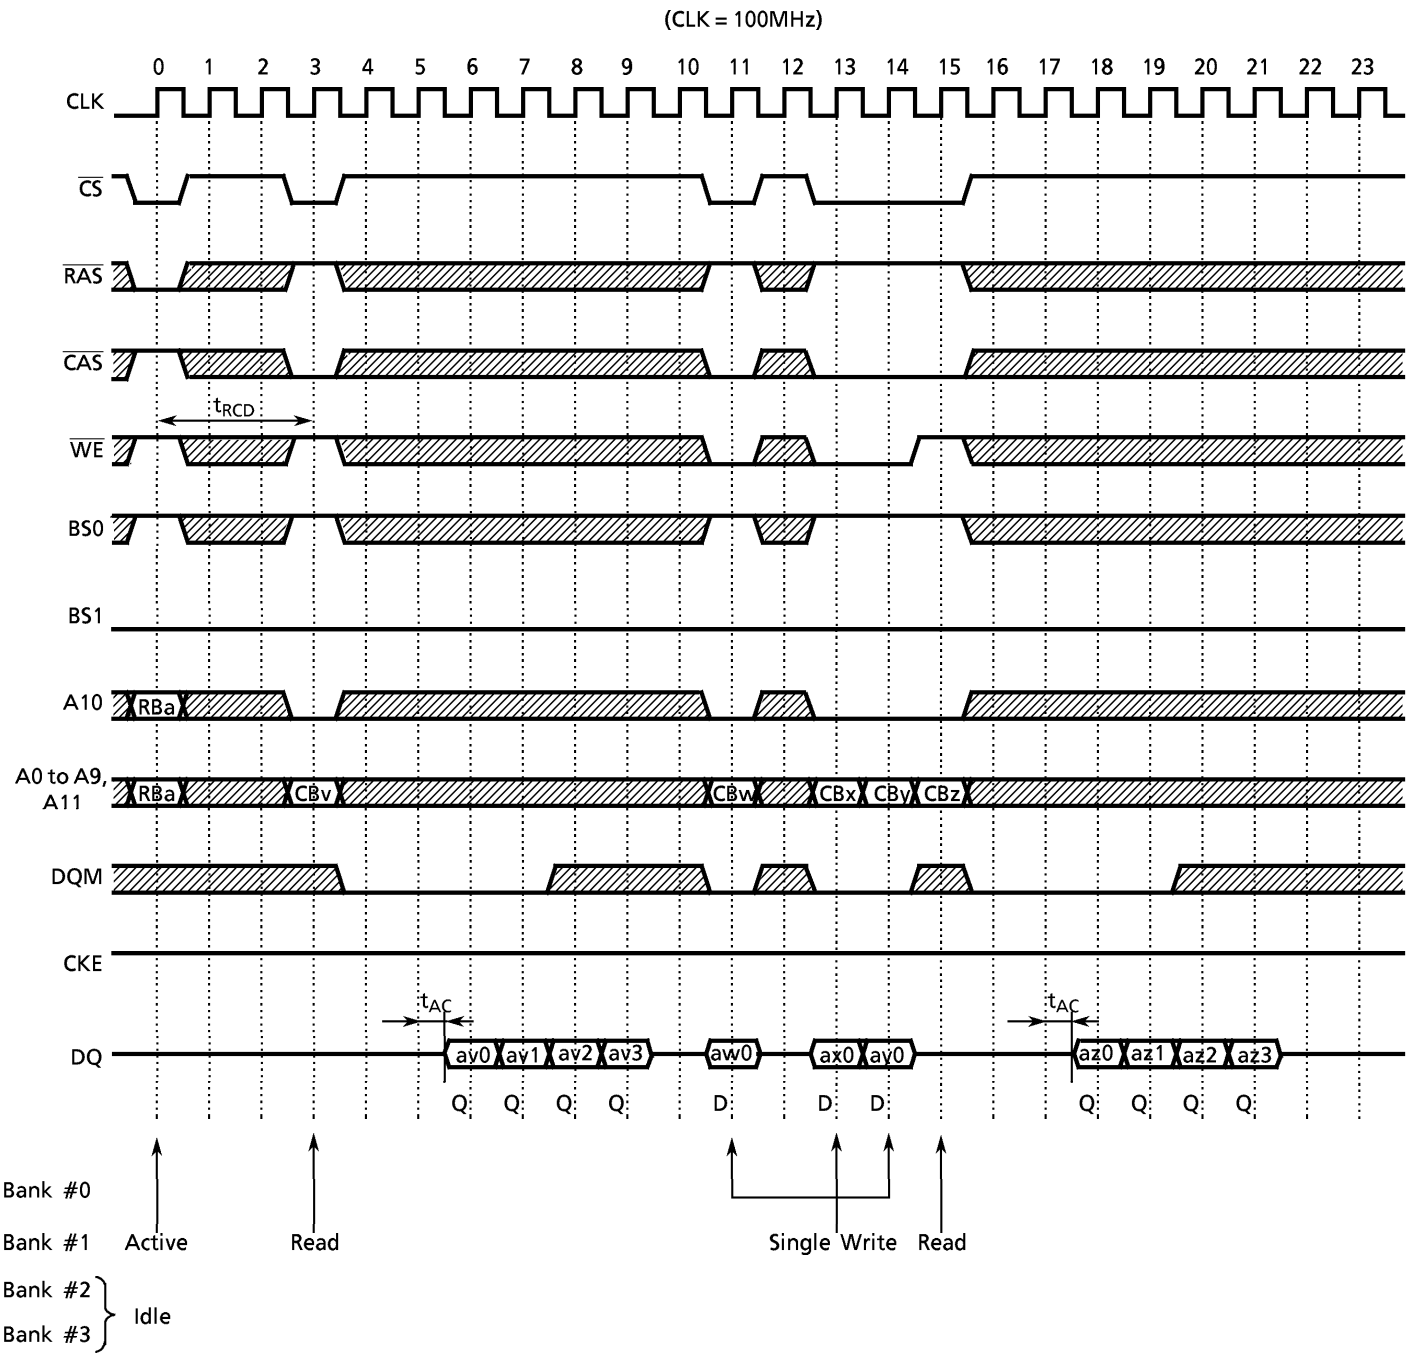 (CLK = 100MHz)
0 1 2 3 4 5 6 7 8 9 10 11 12 13 14 15 16 17 18 19 20 21 22 23
CLK
CS
RAS
CAS
tRCD
WE
BS0
BS1
A10 RBa
A0 to A9,
A11 RBa CBv CBw CBx CBy CBz
DQM
CKE
tAC tAC
DQ av0 av1 av2 av3 aw0 ax0 ay0 az0 az1 az2 az3
Q Q Q Q D D D Q Q Q Q
Bank #0
Bank #1 Active Read Single Write Read
Bank #2
Idle
Bank #3